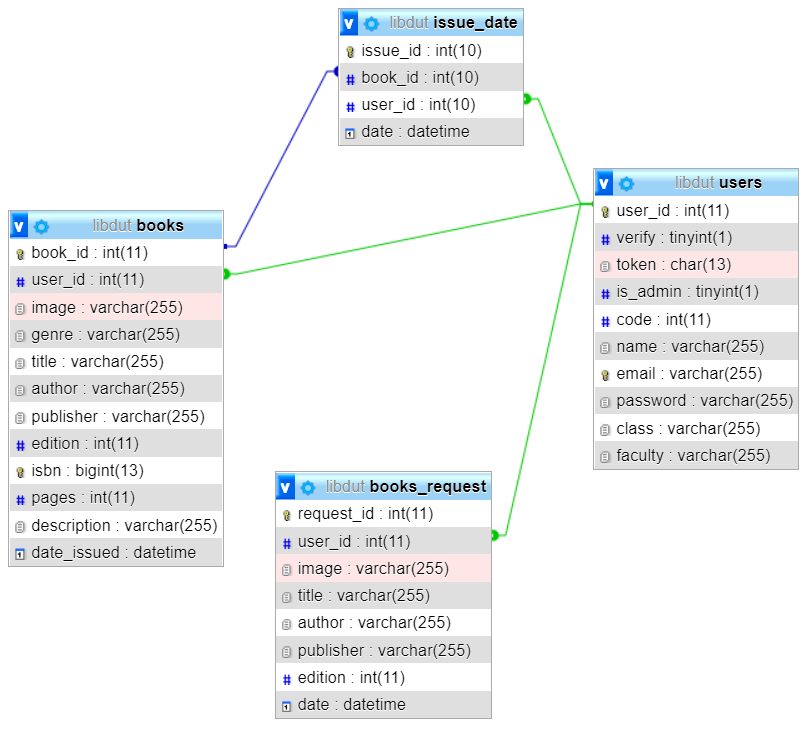 v libdut issue_date
issue_id : int(10)
# book_id : int(10)
# user_id : int(10)
date : datetime
v libdut users
user_id : int(11)
# verify : tinyint(1)
token : char(13)
# is_admin : tinyint(1)
# code : int(11)
name : varchar(255)
email : varchar(255)
password : varchar(255)
class : varchar(255)
faculty : varchar(255)
v libdut books
book_id : int(11)
# user_id : int(11)
image : varchar(255)
genre : varchar(255)
title : varchar(255)
author : varchar(255)
publisher : varchar(255)
# edition : int(11)
isbn : bigint(13)
# pages : int(11)
description : varchar(255)
date_issued : datetime
v libdut books_request
request_id : int(11)
# user_id : int(11)
image : varchar(255)
title : varchar(255)
author : varchar(255)
publisher : varchar(255)
# edition : int(11)
date : datetime